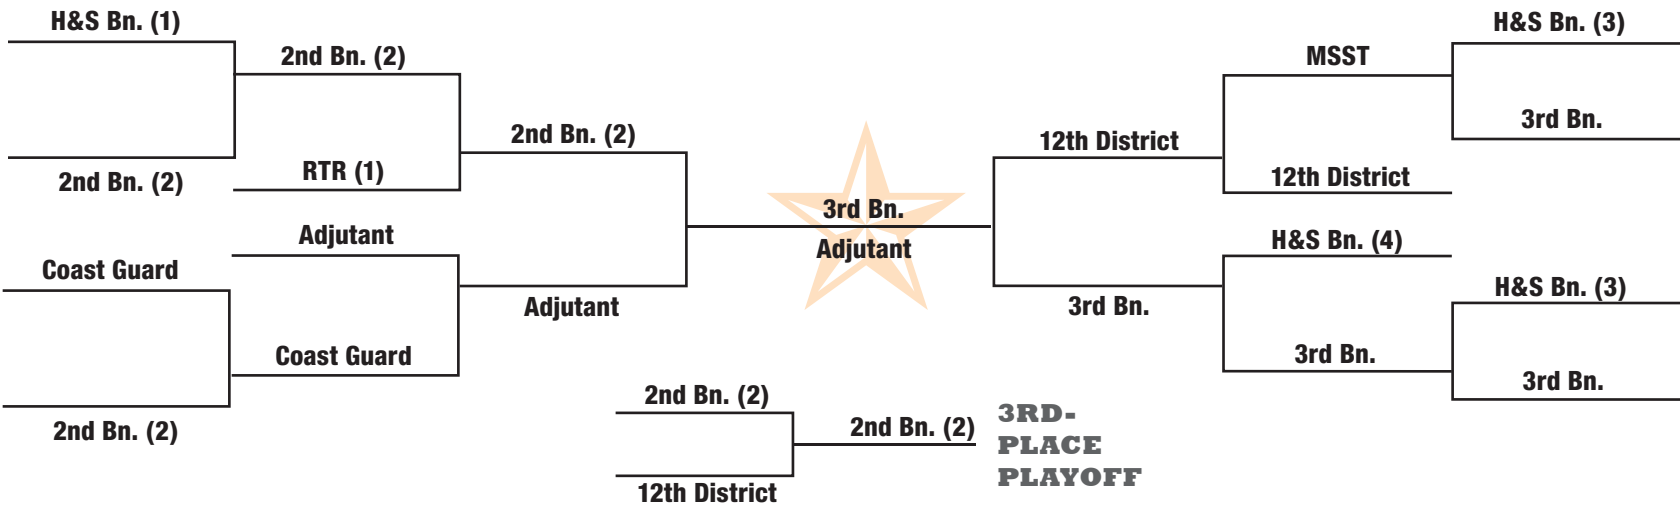 H&S Bn. (1)
2nd Bn. (2)
2nd Bn. (2)
RTR (1)
2nd Bn. (2)
Adjutant
Coast Guard
Coast Guard
2nd Bn. (2)
Adjutant
3rd Bn.
Adjutant
12th District
3rd Bn.
MSST
12th District
H&S Bn. (3)
3rd Bn.
H&S Bn. (4)
3rd Bn.
H&S Bn. (3)
3rd Bn.
2nd Bn. (2)
12th District
2nd Bn. (2)
3RD-
PLACE
PLAYOFF